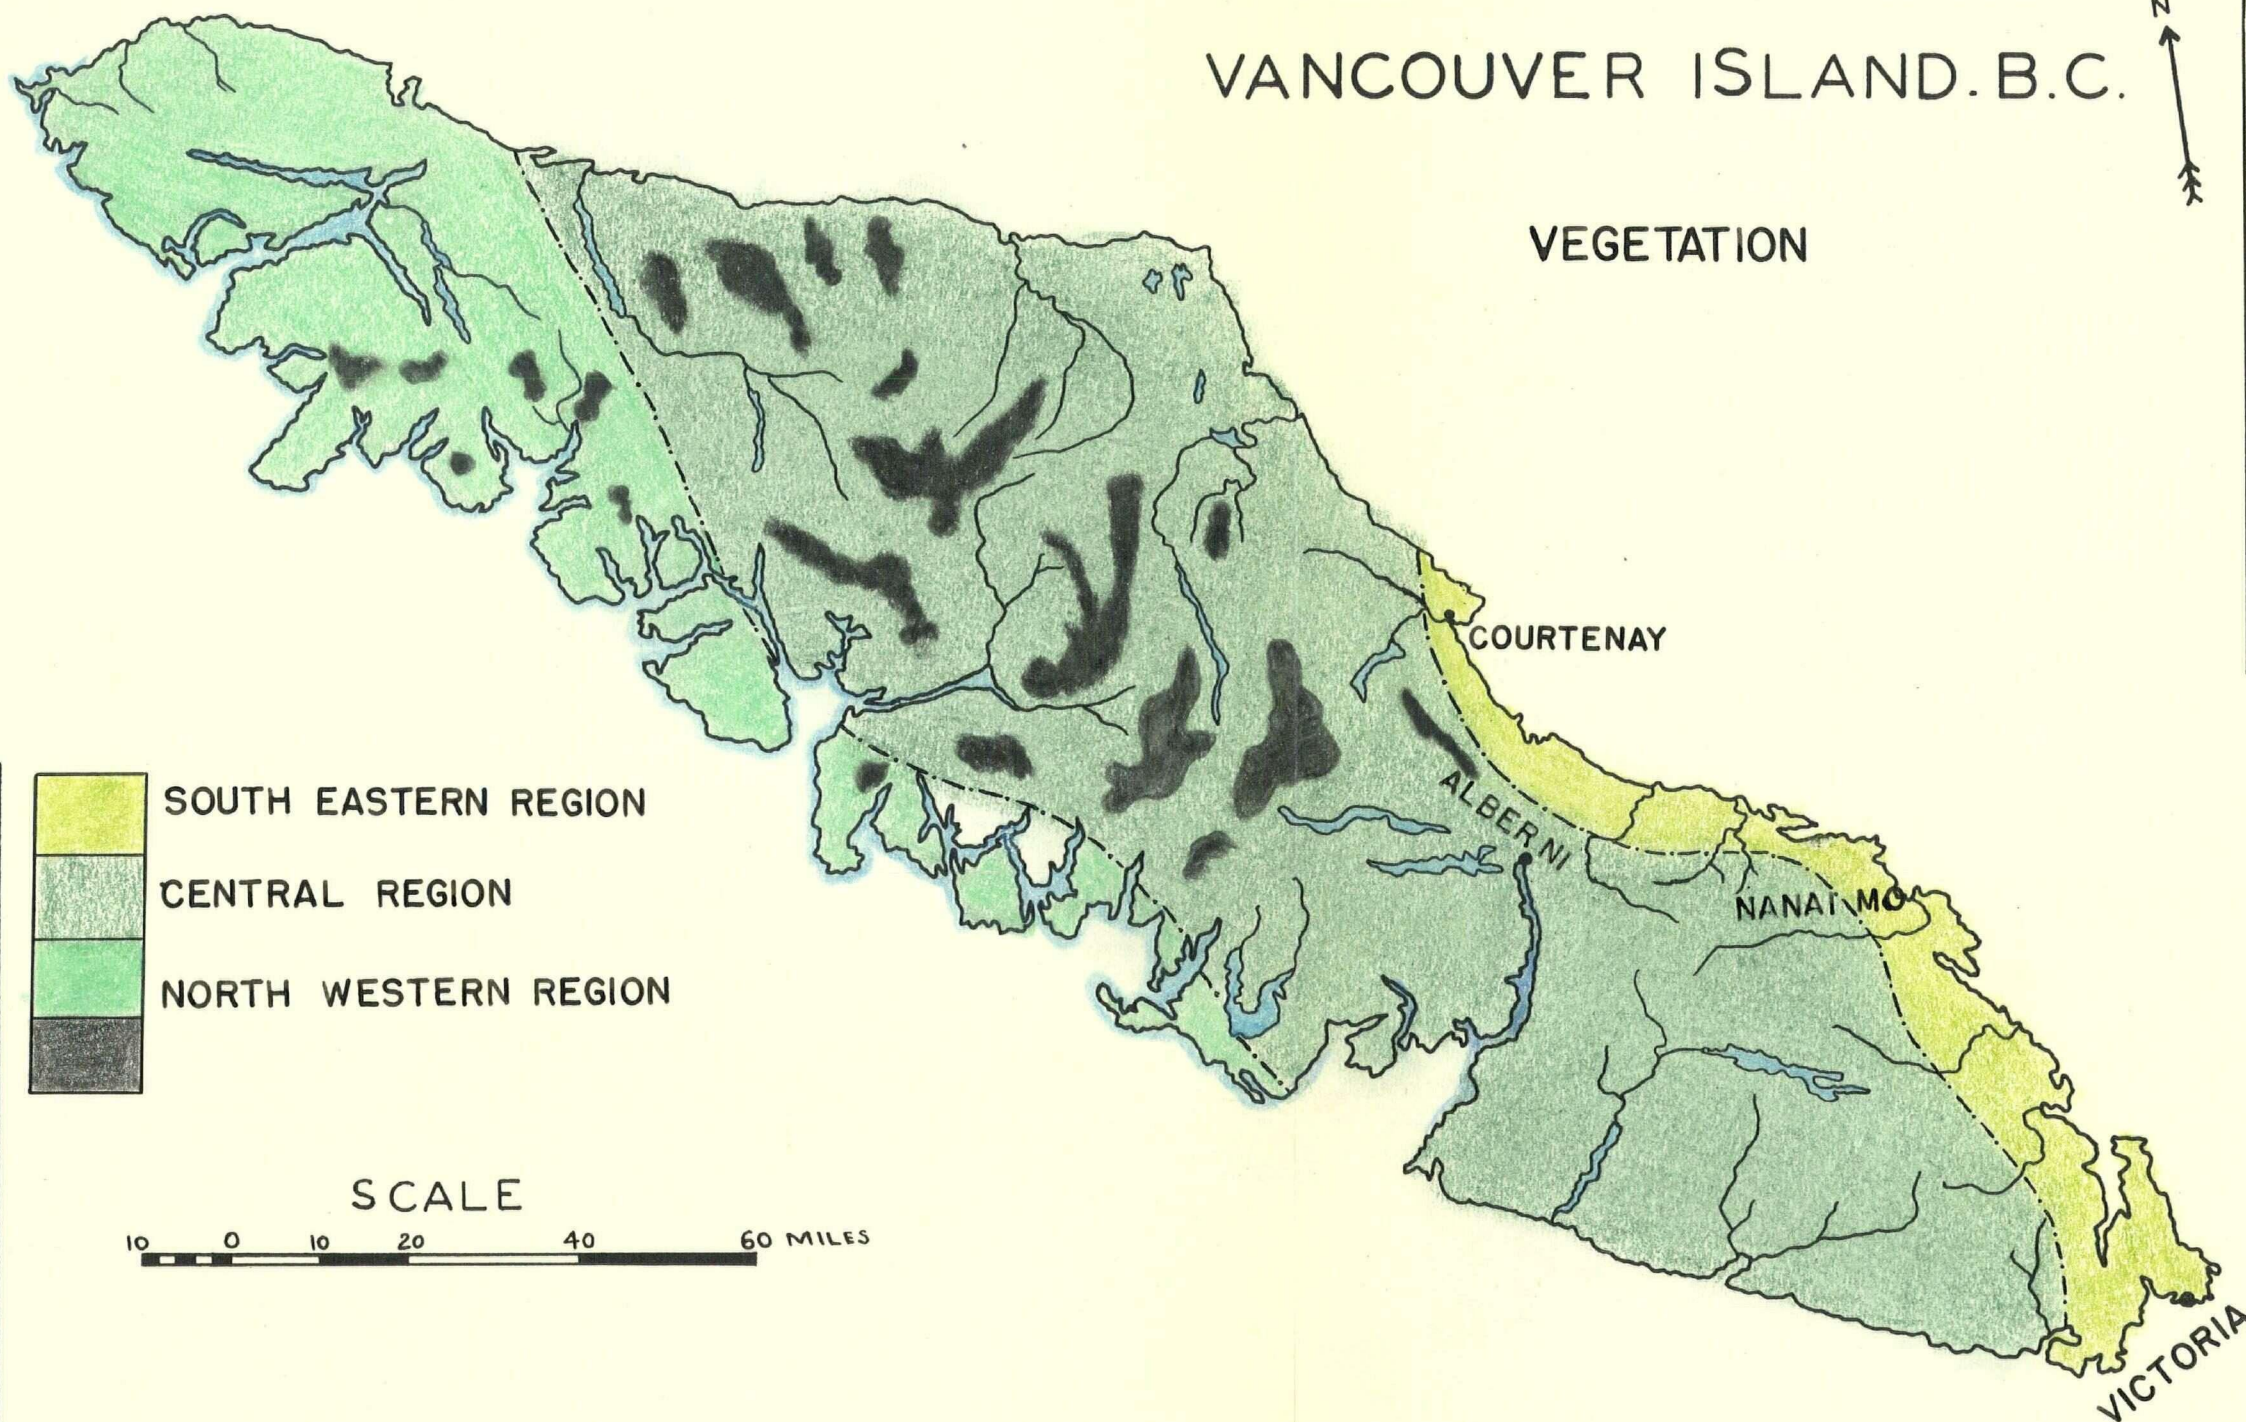 N
VANCOUVER ISLAND. B.C.
VEGETATION
COURTENAY
ALBERNI
NANAIMO
VICTORIA
SOUTH EASTERN REGION
CENTRAL REGION
NORTH WESTERN REGION
SCALE
10 0 10 20 40 60 MILES